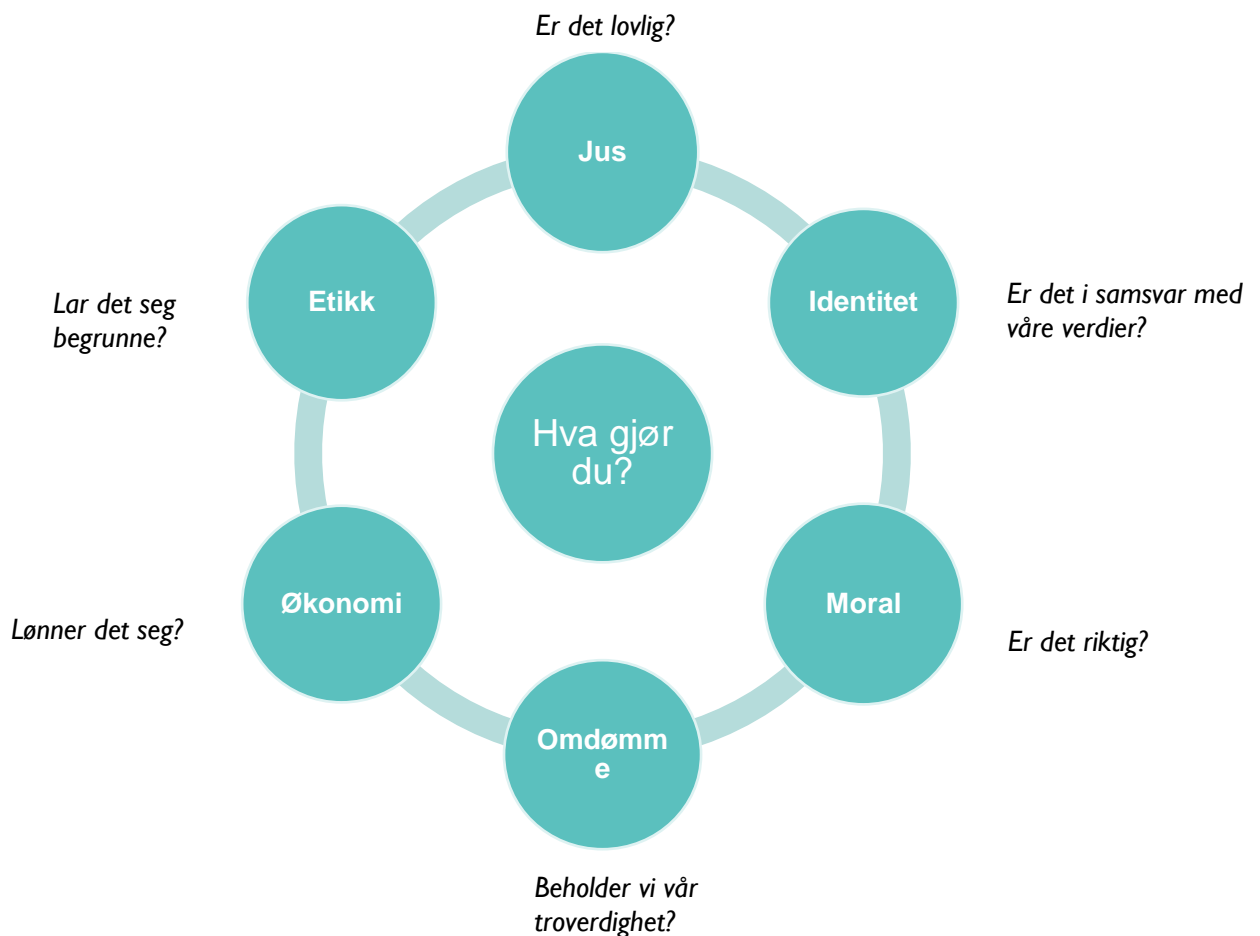 Er det lovlig?
Jus
Identitet
Er det i samsvar med
våre verdier?
Moral
Er det riktig?
Omdømm
e
Beholder vi vår
troverdighet?
Økonomi
Lønner det seg?
Etikk
Lar det seg
begrunne?
Hva gjør
du?